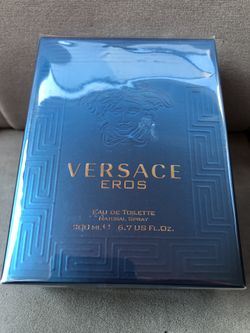 VERSACE
EROS
EAU DE TOILETTE
NATURAL SPRAY
200 ML ℮ 6.7 US FL.OZ.